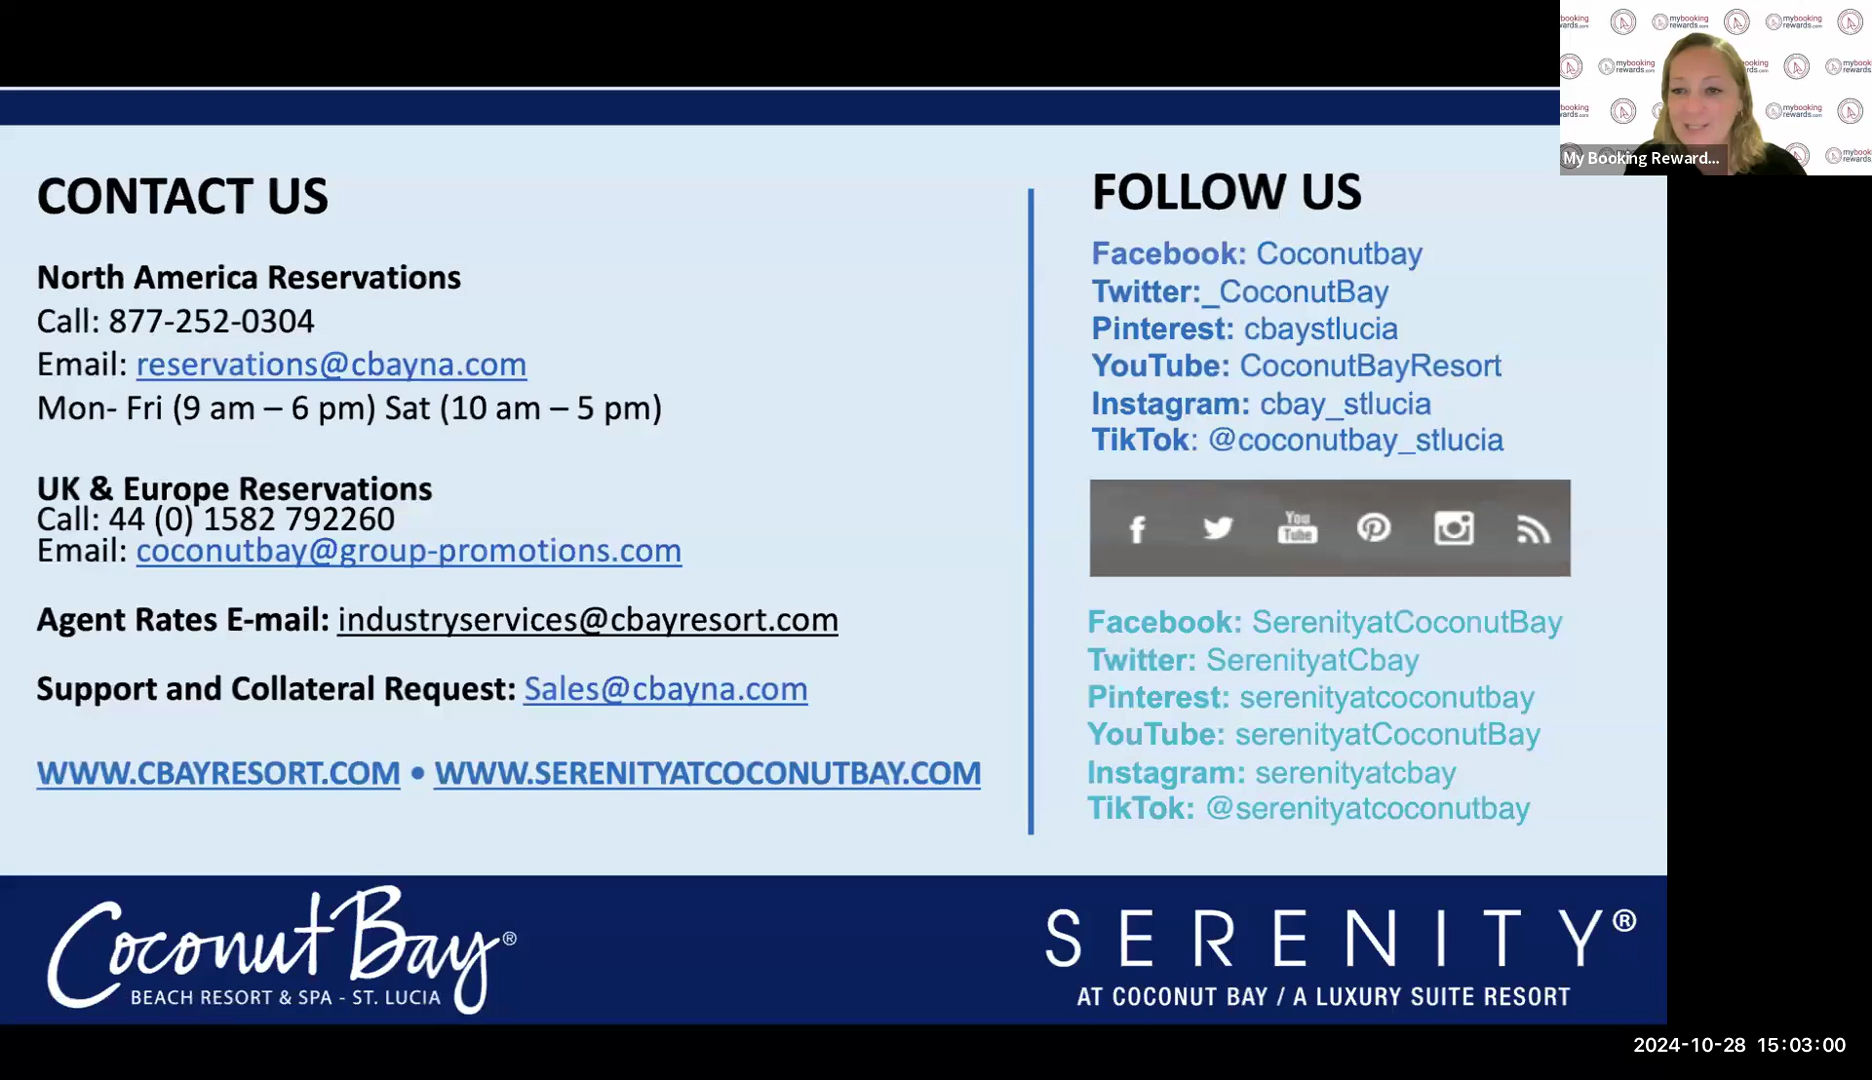 CONTACT US
North America Reservations
Call: 877-252-0304
Email: reservations@cbayna.com
Mon- Fri (9 am – 6 pm) Sat (10 am – 5 pm)
UK & Europe Reservations
Call: 44 (0) 1582 792260
Email: coconutbay@group-promotions.com
Agent Rates E-mail: industryservices@cbayresort.com
Support and Collateral Request: Sales@cbayna.com
WWW.CBAYRESORT.COM • WWW.SERENITYATCOCONUTBAY.COM
FOLLOW US
Facebook: Coconutbay
Twitter:_CoconutBay
Pinterest: cbaystlucia
YouTube: CoconutBayResort
Instagram: cbay_stlucia
TikTok: @coconutbay_stlucia
You
Tube
Facebook: SerenityatCoconutBay
Twitter: SerenityatCbay
Pinterest: serenityatcoconutbay
YouTube: serenityatCoconutBay
Instagram: serenityatcbay
TikTok: @serenityatcoconutbay
Coconut Bay®
BEACH RESORT & SPA - ST. LUCIA
SERENITY®
AT COCONUT BAY / A LUXURY SUITE RESORT
mybooking
rewards.com
My Booking Reward...
2024-10-28 15:03:00